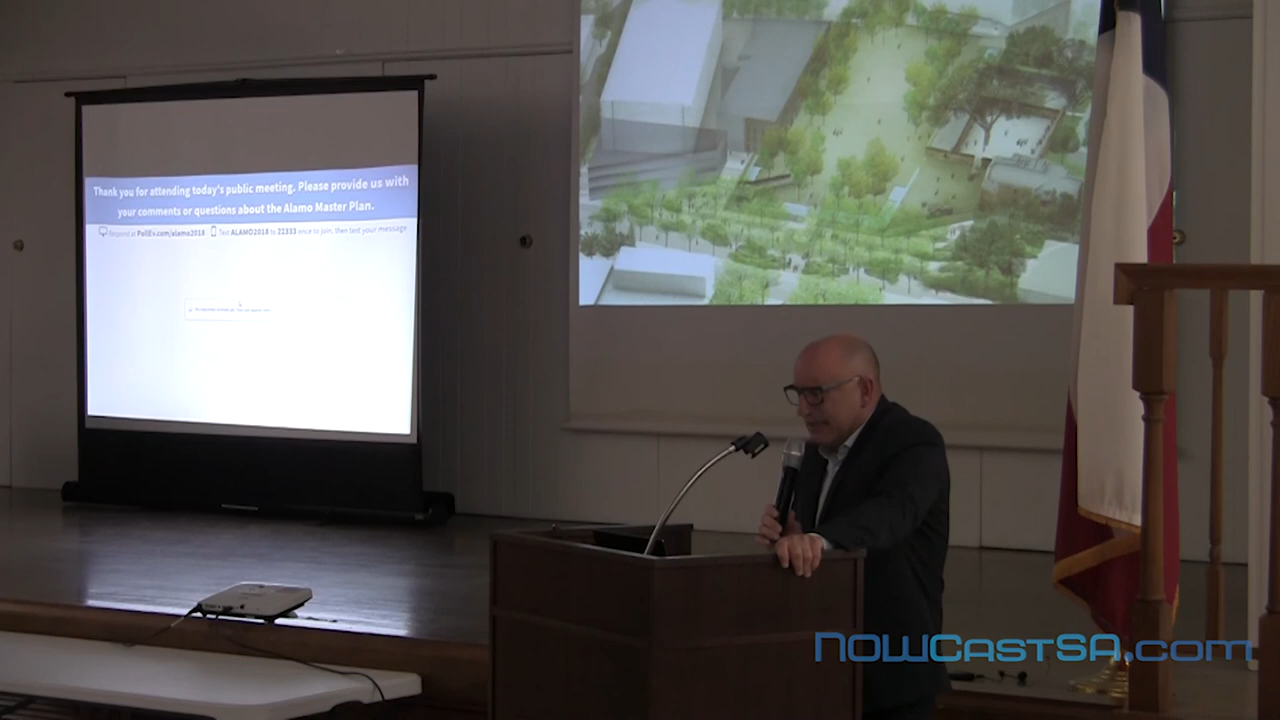 Thank you for attending today's public meeting. Please provide us with
your comments or questions about the Alamo Master Plan.
Respond at PollEv.com/alamo2018 Text ALAMO2018 to 22333 once to join, then text your message
NOWCastSA.com